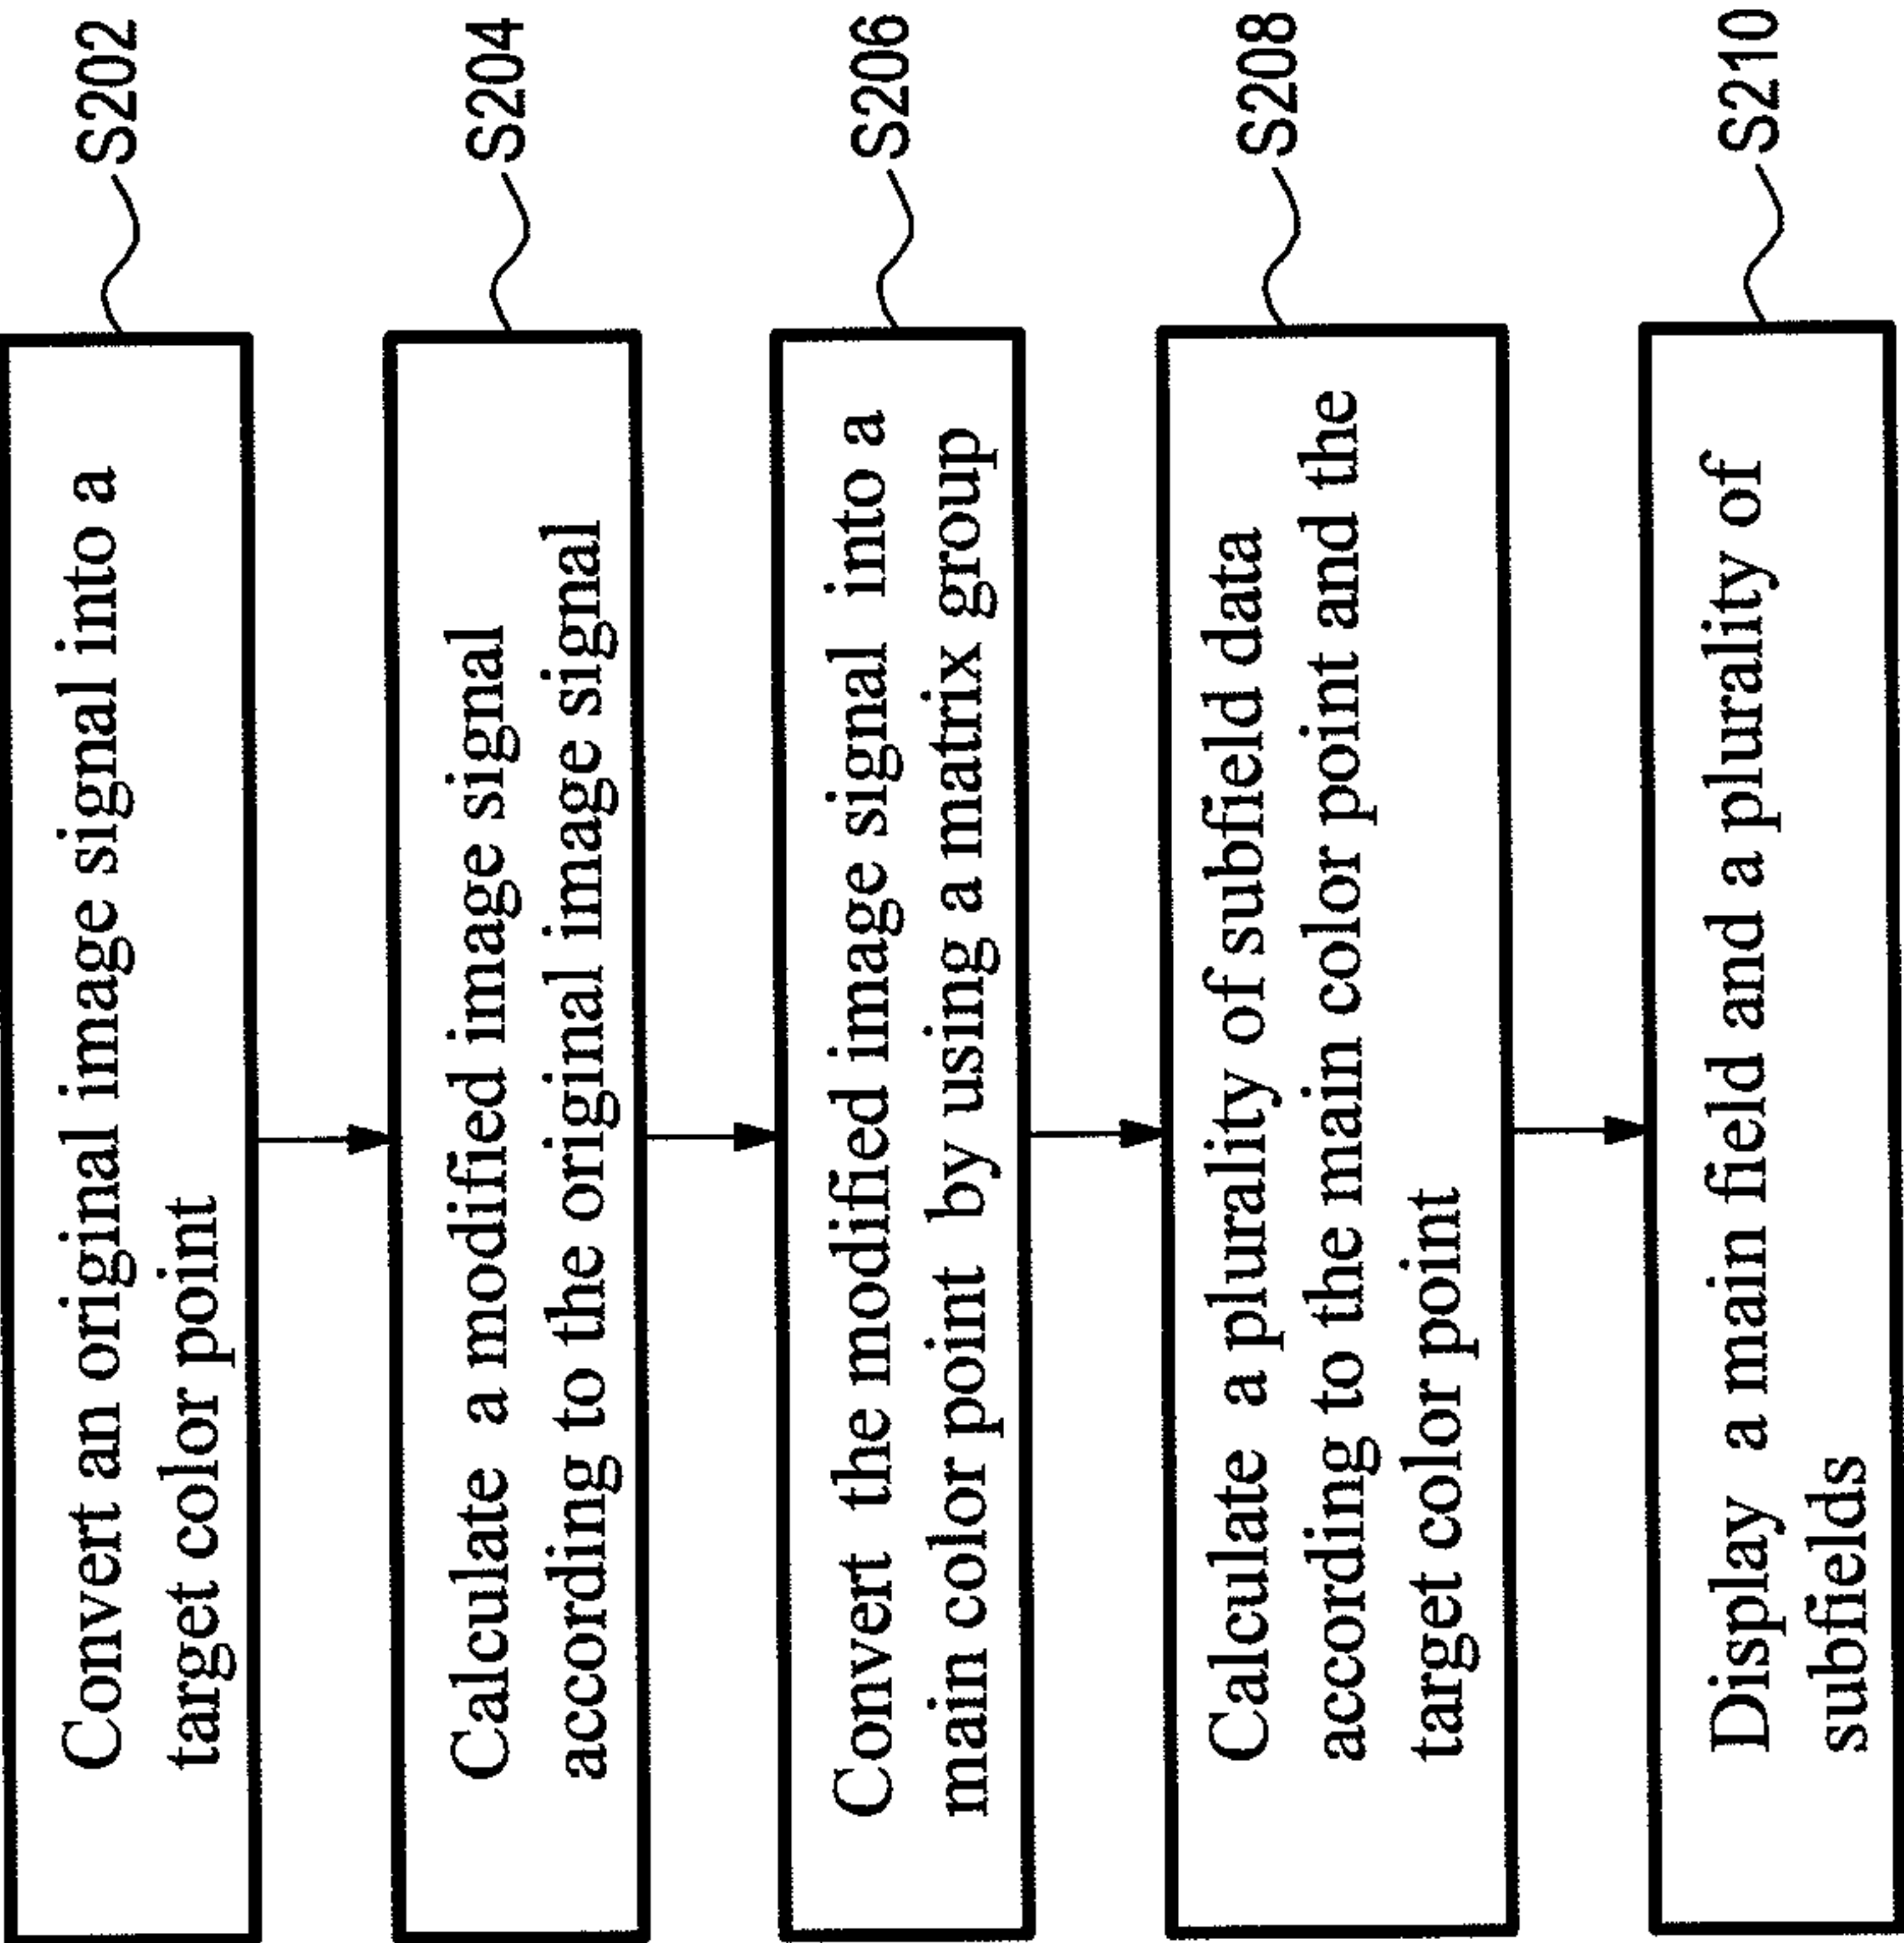 Convert an original image signal into a
target color point
S202
Calculate a modified image signal
according to the original image signal
S204
Convert the modified image signal into a
main color point by using a matrix group
S206
Calculate a plurality of subfield data
according to the main color point and the
target color point
S208
Display a main field and a plurality of
subfields
S210